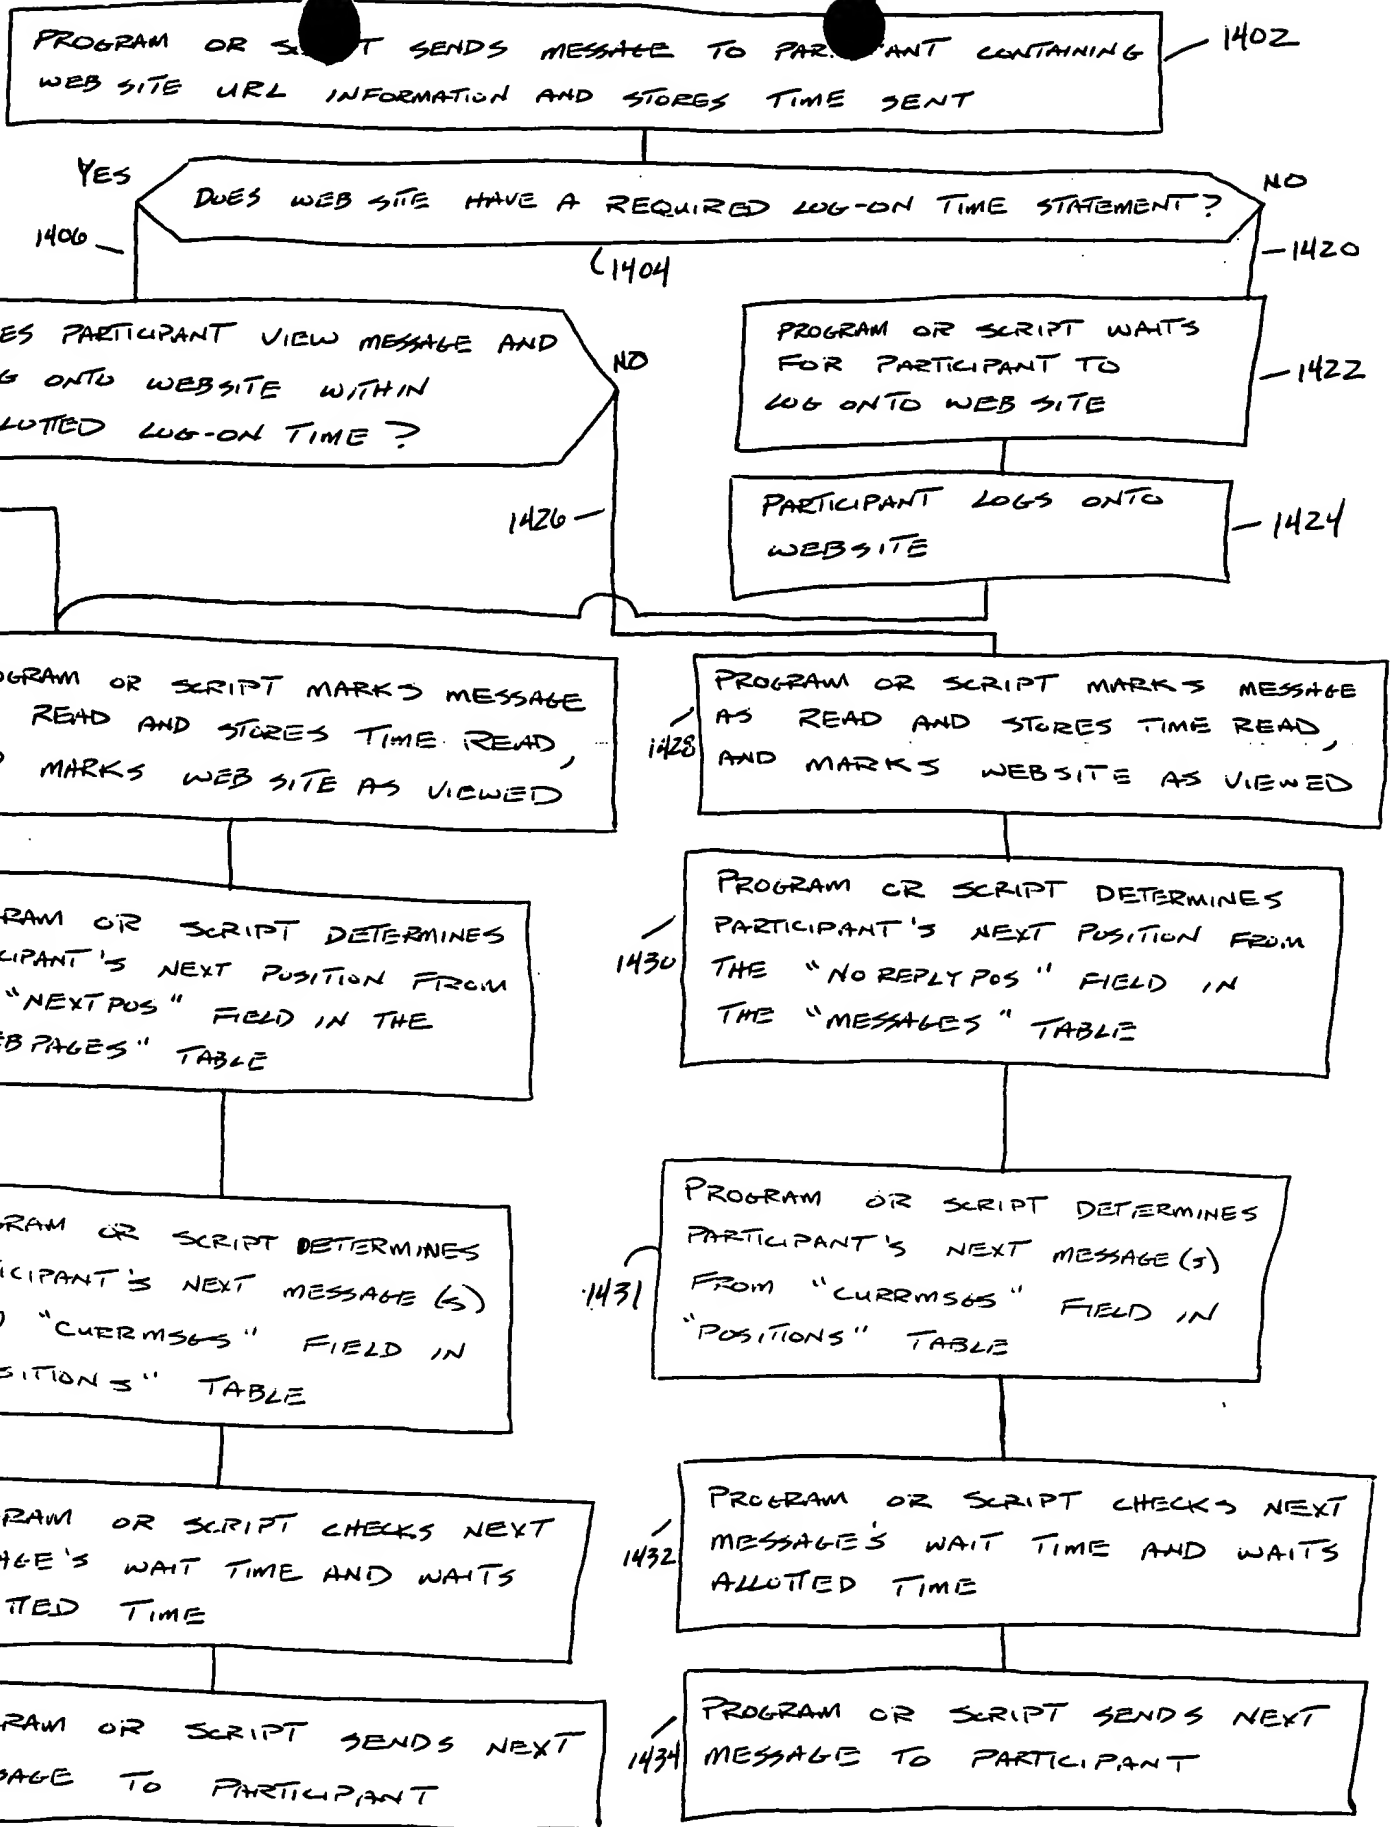 PROGRAM OR SENDS MESSAGE TO CONTAINING
WEB SITE URL INFORMATION AND STORES TIME SENT
1402
YES
DOES WEB SITE HAVE A REQUIRED LOG-ON TIME STATEMENT?
NO
1406
1404
1420
PARTICIPANT VIEW MESSAGE AND
ONTO WEBSITE WITHIN
LOG-ON TIME?
NO
PROGRAM OR SCRIPT WAITS
FOR PARTICIPANT TO
LOG ONTO WEB SITE
1422
1426
PARTICIPANT LOGS ONTO
WEBSITE
1424
OR SCRIPT MARKS MESSAGE
READ AND STORES TIME READ,
MARKS WEB SITE AS VIEWED
1428
PROGRAM OR SCRIPT MARKS MESSAGE
AS READ AND STORES TIME READ,
AND MARKS WEBSITE AS VIEWED
OR SCRIPT DETERMINES
NEXT POSITION FROM
"NEXTPOS" FIELD IN THE
TABLE
1430
PROGRAM OR SCRIPT DETERMINES
PARTICIPANT'S NEXT POSITION FROM
THE "NOREPLYPOS" FIELD IN
THE "MESSAGES" TABLE
OR SCRIPT DETERMINES
NEXT MESSAGE(S)
"CURRMSGS" FIELD IN
TABLE
1431
PROGRAM OR SCRIPT DETERMINES
PARTICIPANT'S NEXT MESSAGE(S)
FROM "CURRMSGS" FIELD IN
"POSITIONS" TABLE
OR SCRIPT CHECKS NEXT
WAIT TIME AND WAITS
TIME
1432
PROGRAM OR SCRIPT CHECKS NEXT
MESSAGE'S WAIT TIME AND WAITS
ALLOTTED TIME
OR SCRIPT SENDS NEXT
TO PARTICIPANT
1434
PROGRAM OR SCRIPT SENDS NEXT
MESSAGE TO PARTICIPANT